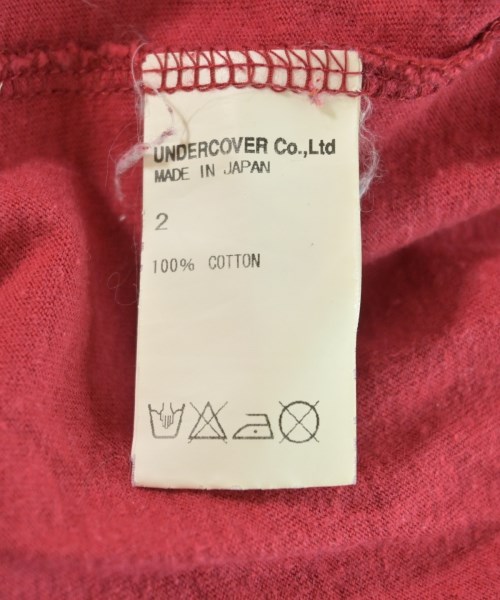 UNDERCOVER Co.,Ltd
MADE IN JAPAN
2
100% COTTON